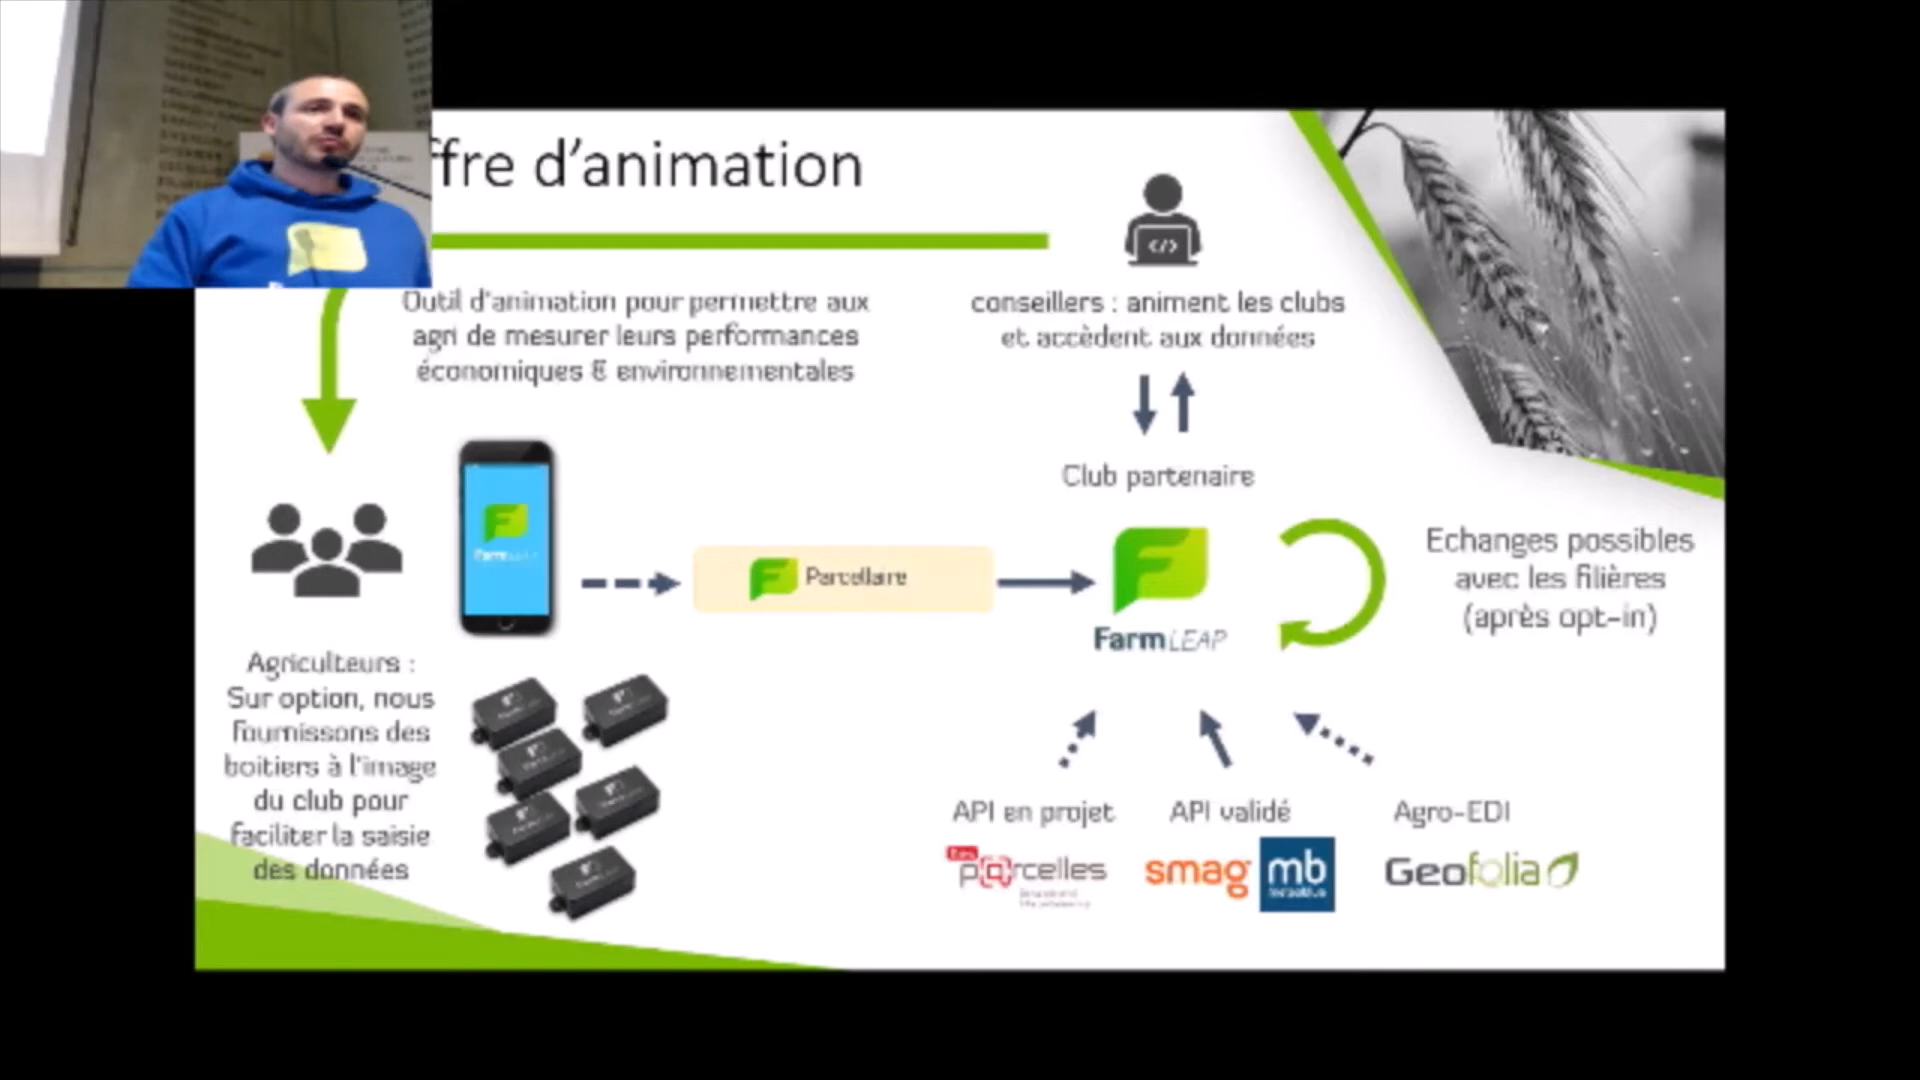 ffre d'animation
Outil d'animation pour permettre aux
agri de mesurer leurs performances
économiques & environnementales
conseillers : animent les clubs
et accèdent aux données
Club partenaire
Parcellaire
FarmLEAP
Echanges possibles
avec les filières
(après opt-in)
Agriculteurs :
Sur option, nous
fournissons des
boitiers à l'image
du club pour
faciliter la saisie
des données
API en projet
API validé
Agro-EDI
parcelles
smag
mb
Geofolia